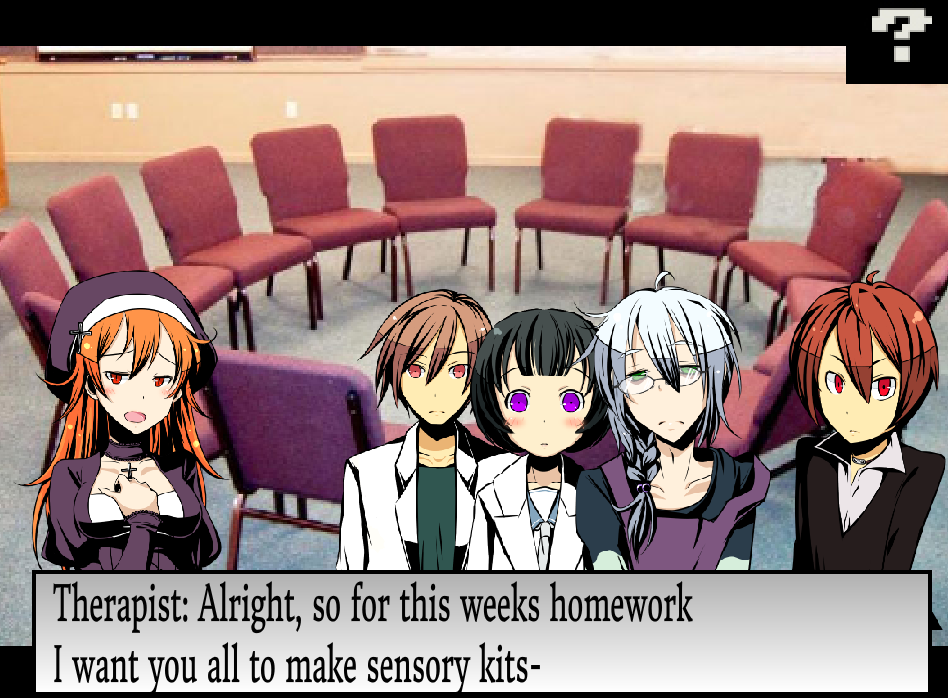 ?
Therapist: Alright, so for this weeks homework
I want you all to make sensory kits-